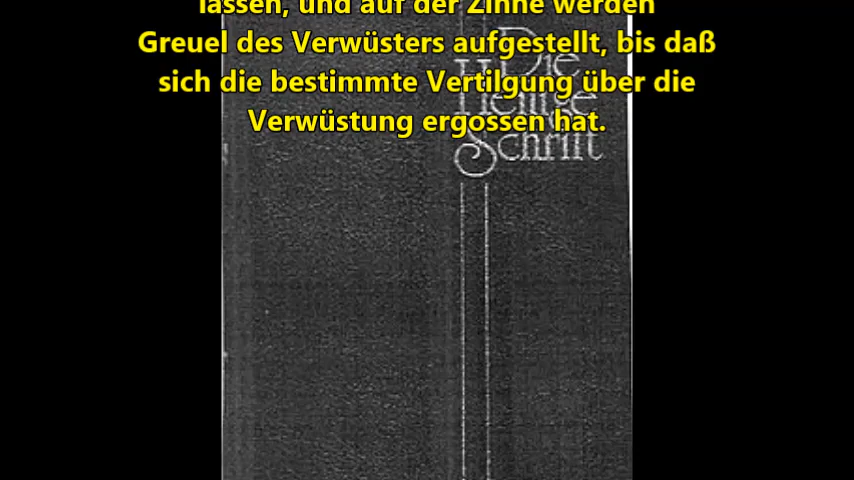 lassen, und auf der Zinne werden
Greuel des Verwüsters aufgestellt, bis daß
sich die bestimmte Vertilgung über die
Verwüstung ergossen hat.
Die
Heilige
Schrift